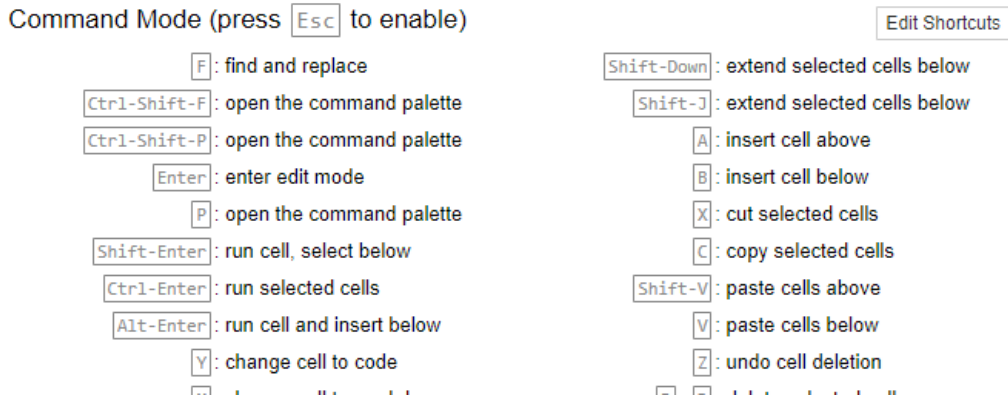 Command Mode (press Esc to enable)
Edit Shortcuts
F : find and replace
Ctrl-Shift-F : open the command palette
Ctrl-Shift-P : open the command palette
Enter : enter edit mode
P : open the command palette
Shift-Enter : run cell, select below
Ctrl-Enter : run selected cells
Alt-Enter : run cell and insert below
Y : change cell to code
Shift-Down : extend selected cells below
Shift-J : extend selected cells below
A : insert cell above
B : insert cell below
X : cut selected cells
C : copy selected cells
Shift-V : paste cells above
V : paste cells below
Z : undo cell deletion